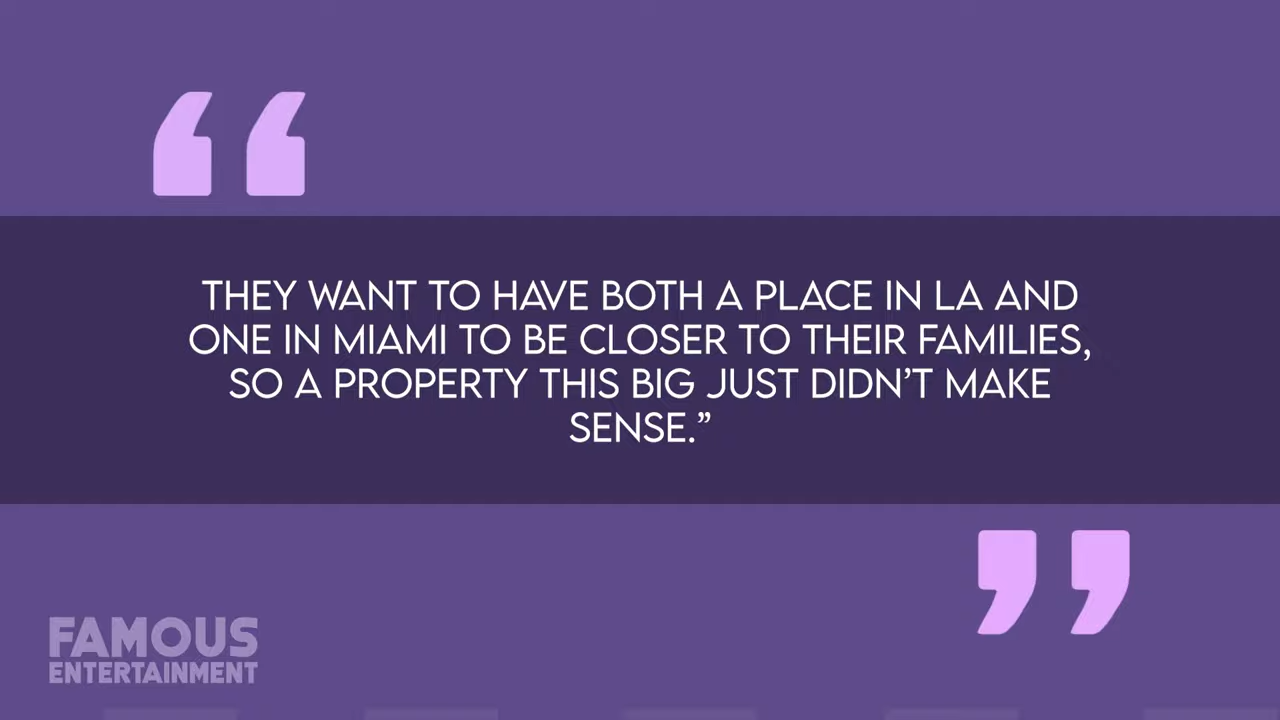 THEY WANT TO HAVE BOTH A PLACE IN LA AND
ONE IN MIAMI TO BE CLOSER TO THEIR FAMILIES,
SO A PROPERTY THIS BIG JUST DIDN’T MAKE
SENSE.”
FAMOUS
ENTERTAINMENT